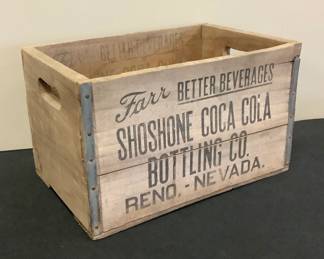 Farr BETTER BEVERAGES
SHOSHONE COCA COLA
BOTTLING CO.
RENO,-NEVADA.